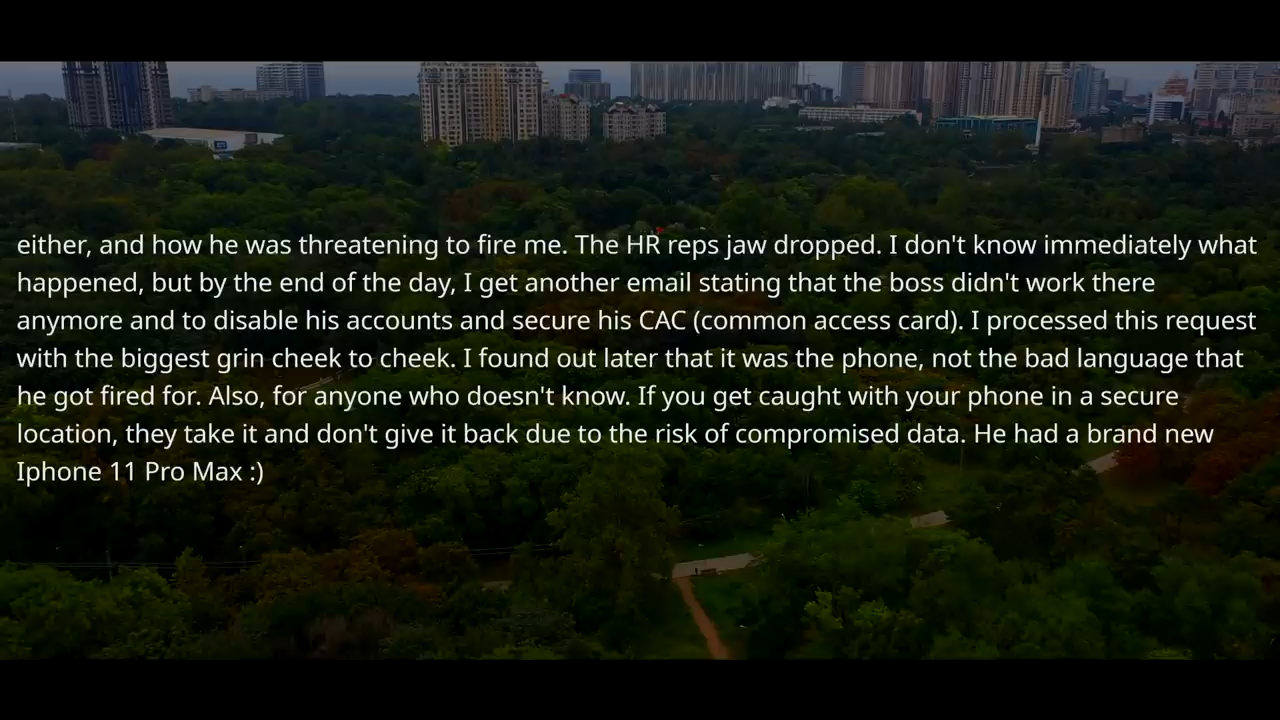 either, and how he was threatening to fire me. The HR reps jaw dropped. I don't know immediately what
happened, but by the end of the day, I get another email stating that the boss didn't work there
anymore and to disable his accounts and secure his CAC (common access card). I processed this request
with the biggest grin cheek to cheek. I found out later that it was the phone, not the bad language that
he got fired for. Also, for anyone who doesn't know. If you get caught with your phone in a secure
location, they take it and don't give it back due to the risk of compromised data. He had a brand new
Iphone 11 Pro Max :)